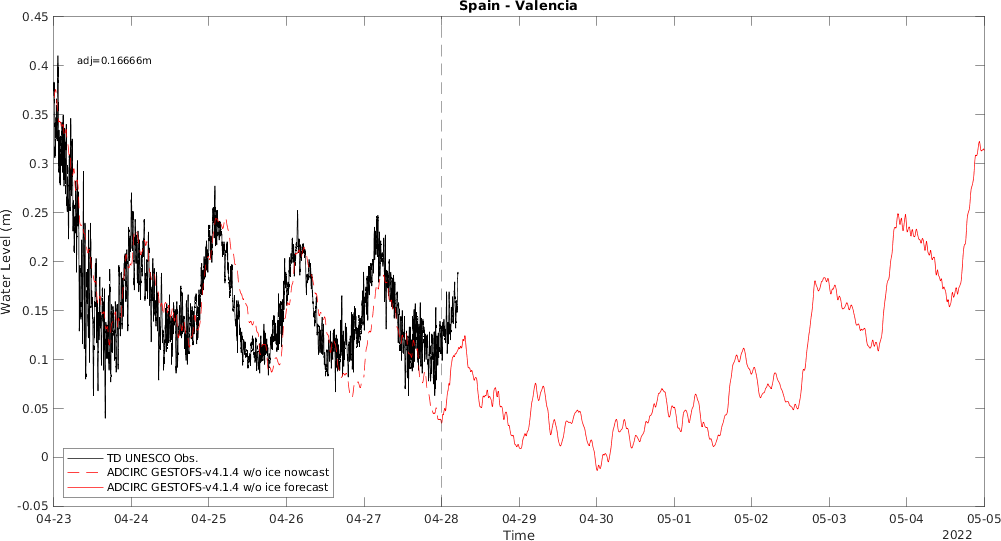 Spain - Valencia
0.45
0.4
0.35
0.3
0.25
0.2
0.15
0.1
0.05
0
-0.05
Water Level (m)
adj=0.16666m
TD UNESCO Obs.
ADCIRC GESTOFS-v4.1.4 w/o ice nowcast
ADCIRC GESTOFS-v4.1.4 w/o ice forecast
04-23 04-24 04-25 04-26 04-27 04-28 04-29 04-30 05-01 05-02 05-03 05-04 05-05
Time
2022